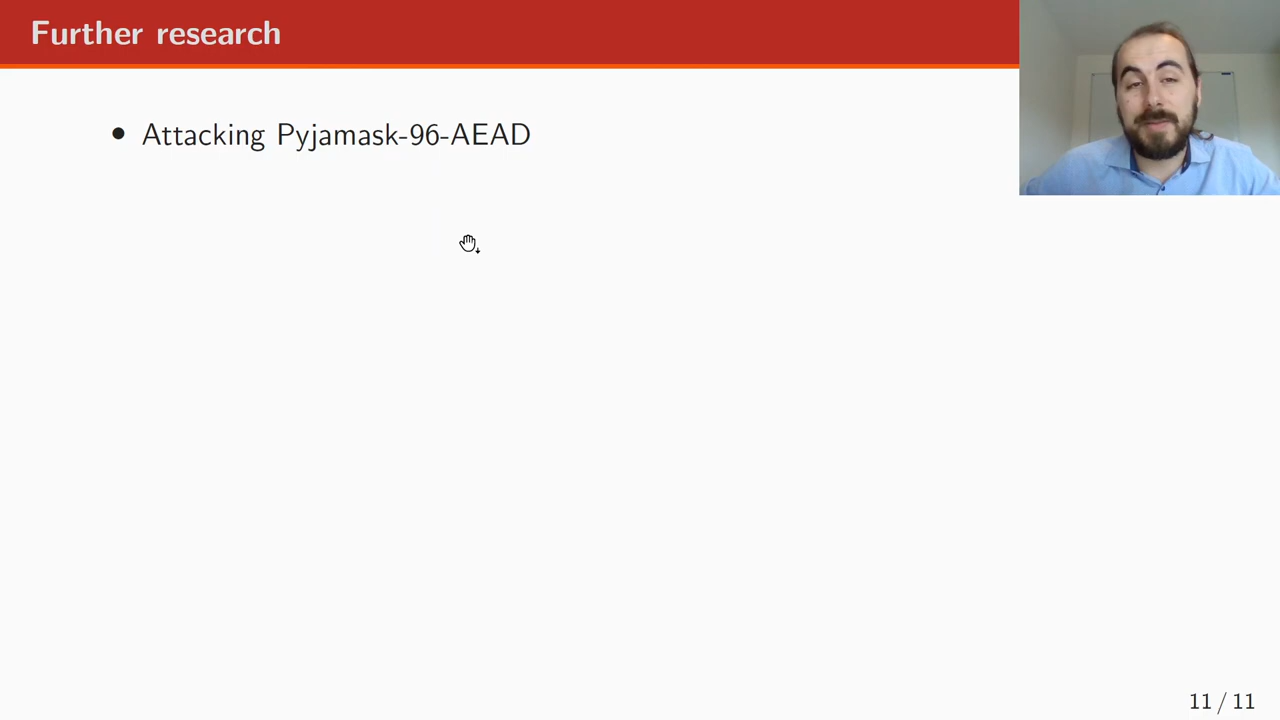 Further research
• Attacking Pyjamask-96-AEAD
11 / 11